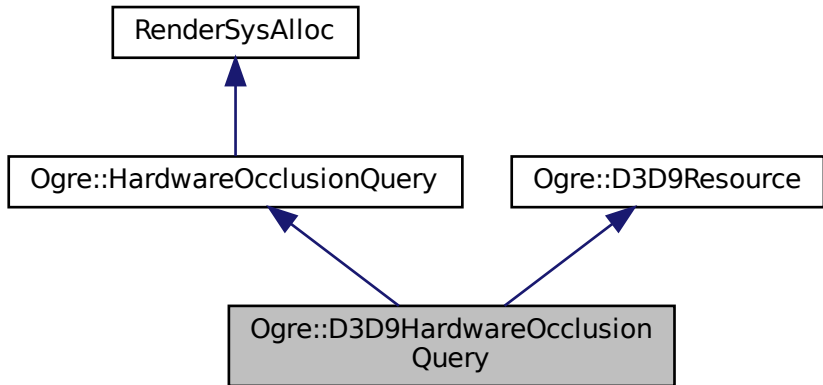 RenderSysAlloc
Ogre::HardwareOcclusionQuery
Ogre::D3D9Resource
Ogre::D3D9HardwareOcclusion
Query